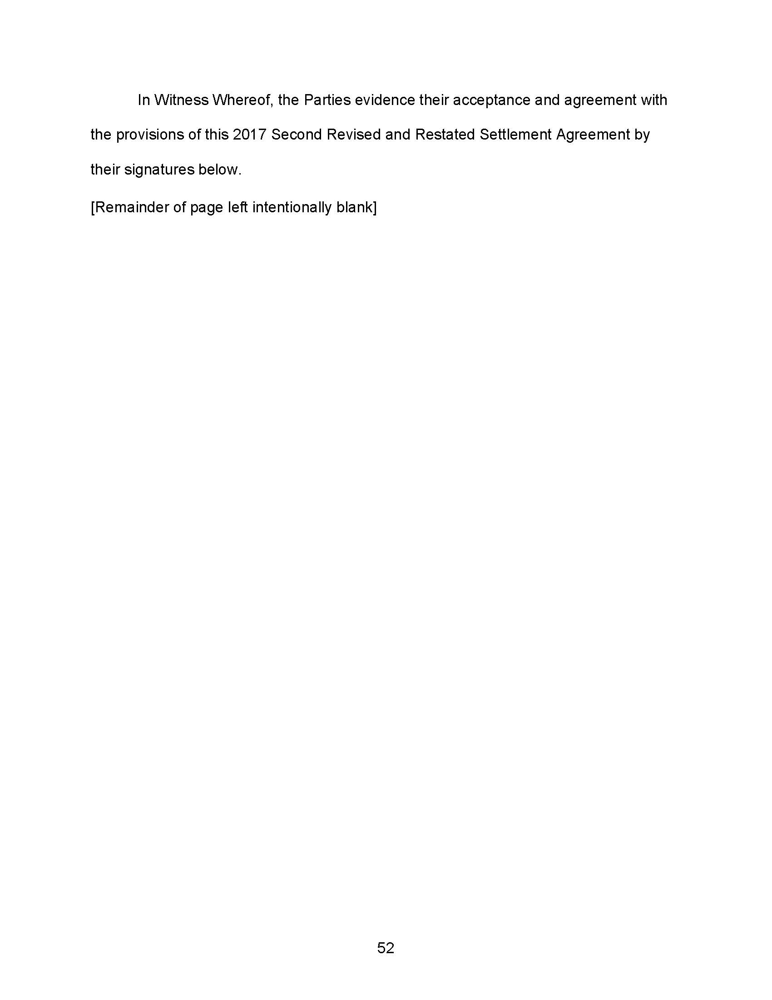 In Witness Whereof, the Parties evidence their acceptance and agreement with
the provisions of this 2017 Second Revised and Restated Settlement Agreement by
their signatures below.
[Remainder of page left intentionally blank]
52